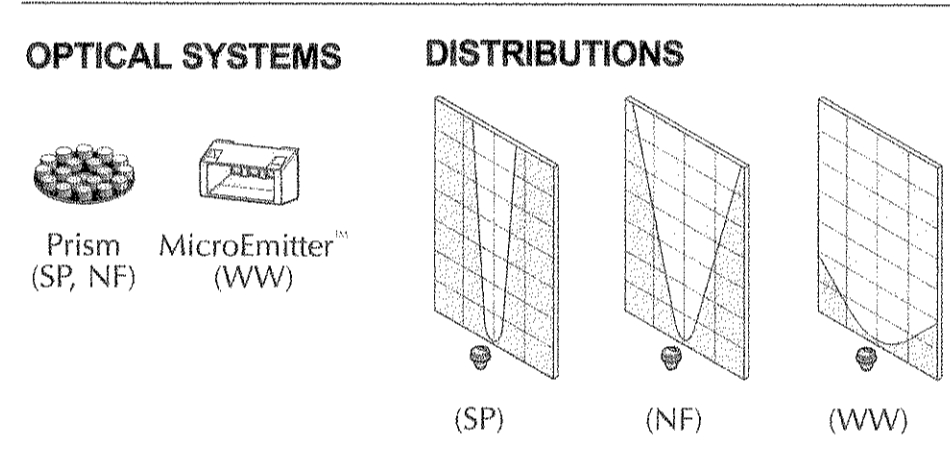 OPTICAL SYSTEMS
Prism
(SP, NF)
MicroEmitter™
(WW)
DISTRIBUTIONS
(SP)
(NF)
(WW)